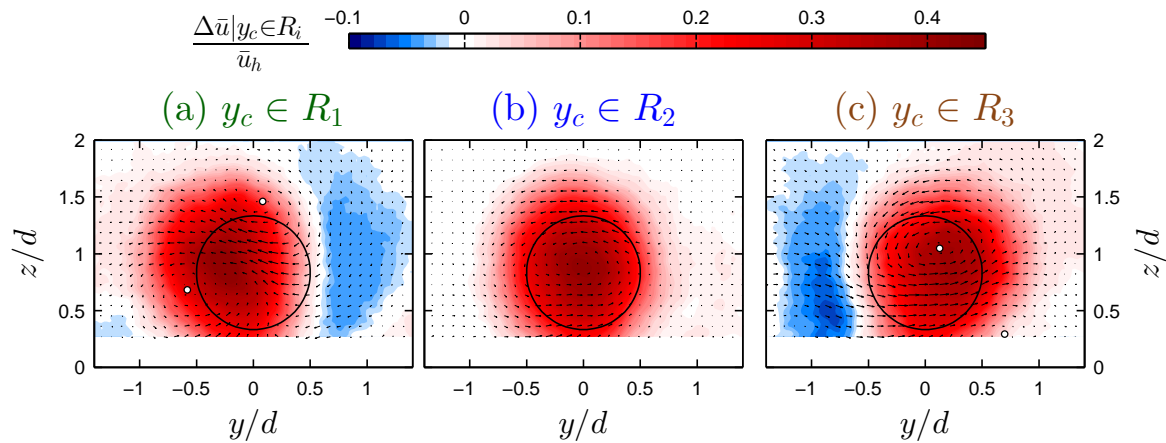 −0.1 0 0.1 0.2 0.3 0.4
Δū|y_c∈R_i
ū_h
(a) y_c ∈ R_1 (b) y_c ∈ R_2 (c) y_c ∈ R_3
2 2
1.5 1.5
z/d 1 1 z/d
0.5 0.5
0 0
−1 −0.5 0 0.5 1 −1 −0.5 0 0.5 1 −1 −0.5 0 0.5 1
y/d y/d y/d